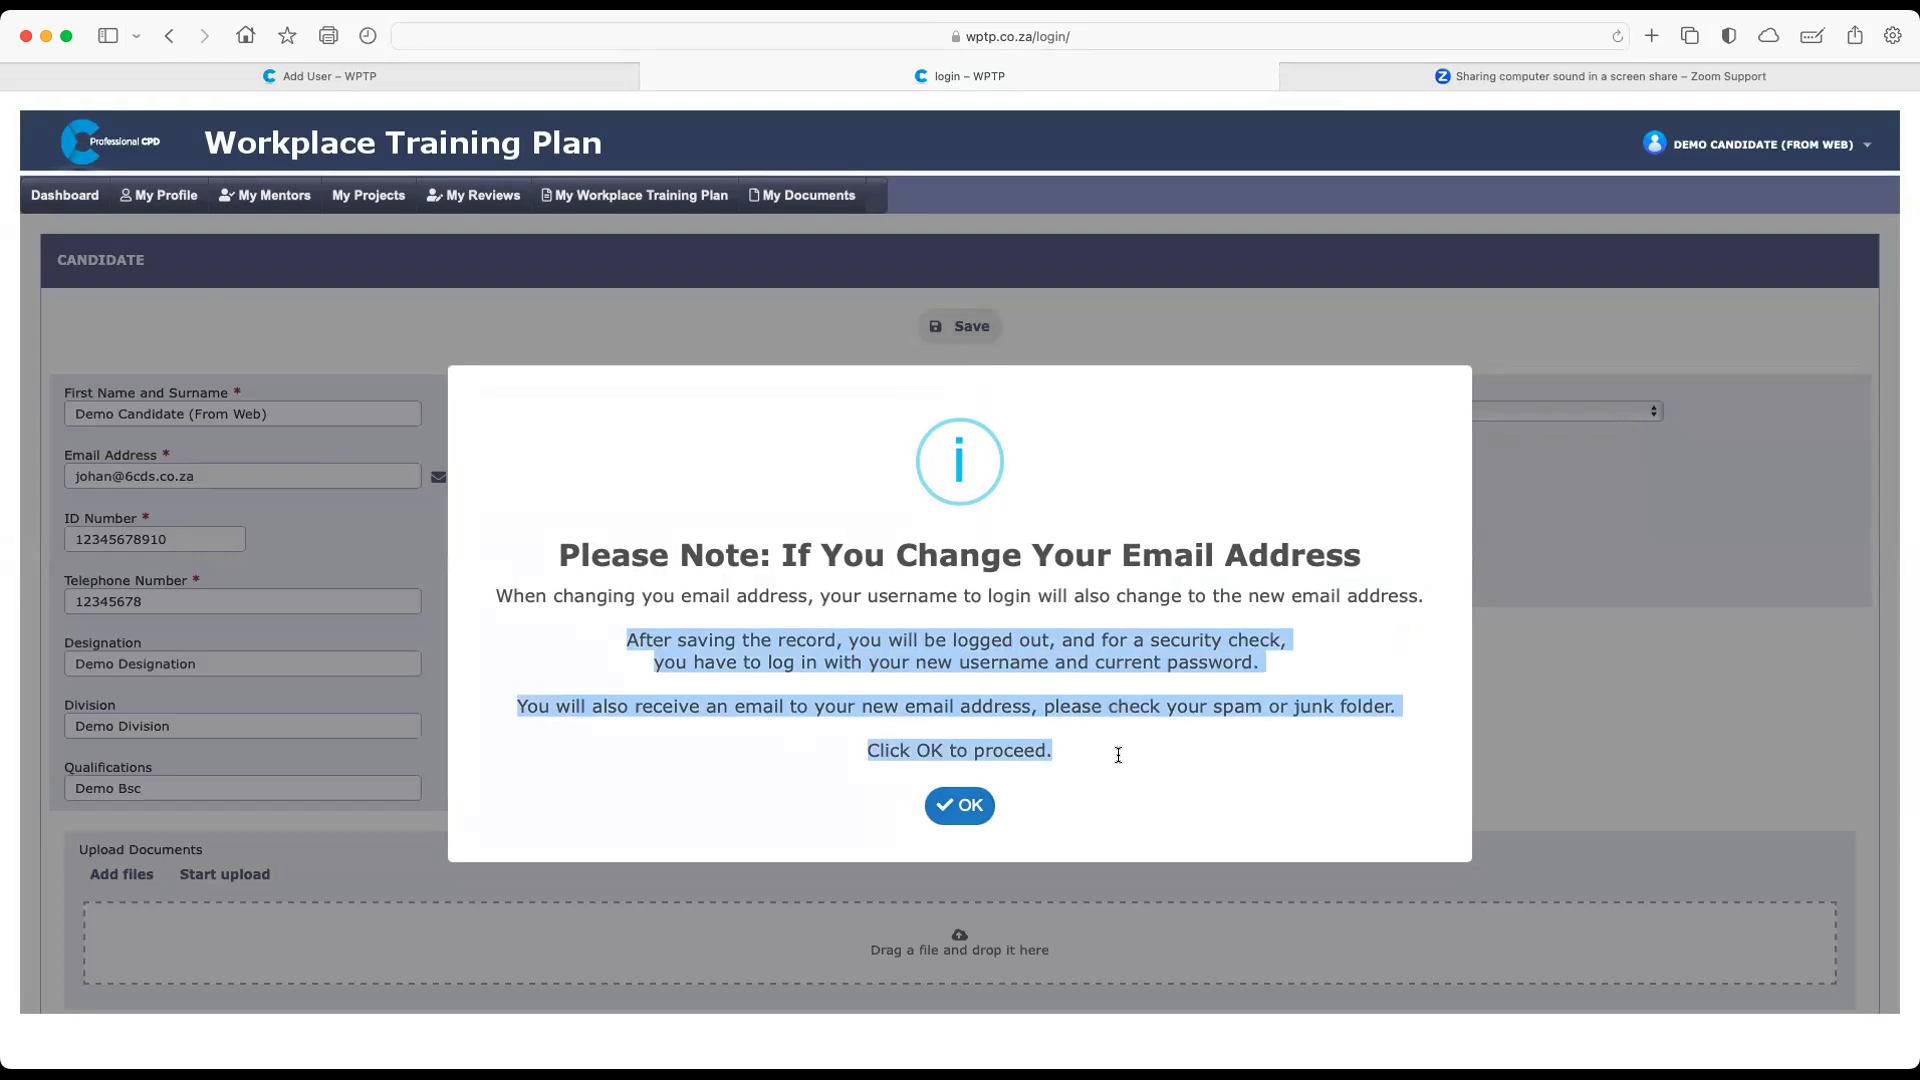 wptp.co.za/login/
Add User – WPTP
login – WPTP
Sharing computer sound in a screen share – Zoom Support
Professional CPD
Workplace Training Plan
DEMO CANDIDATE (FROM WEB)
Dashboard My Profile My Mentors My Projects My Reviews My Workplace Training Plan My Documents
CANDIDATE
Save
First Name and Surname *
Demo Candidate (From Web)
Email Address *
johan@6cds.co.za
ID Number *
12345678910
Telephone Number *
12345678
Designation
Demo Designation
Division
Demo Division
Qualifications
Demo Bsc
Please Note: If You Change Your Email Address
When changing you email address, your username to login will also change to the new email address.
After saving the record, you will be logged out, and for a security check,
you have to log in with your new username and current password.
You will also receive an email to your new email address, please check your spam or junk folder.
Click OK to proceed.
OK
Upload Documents
Add files Start upload
Drag a file and drop it here